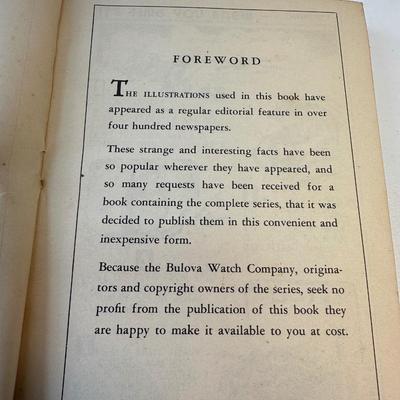 FOREWORD
THE ILLUSTRATIONS used in this book have
appeared as a regular editorial feature in over
four hundred newspapers.
These strange and interesting facts have been
so popular wherever they have appeared, and
so many requests have been received for a
book containing the complete series, that it was
decided to publish them in this convenient and
inexpensive form.
Because the Bulova Watch Company, origina-
tors and copyright owners of the series, seek no
profit from the publication of this book they
are happy to make it available to you at cost.